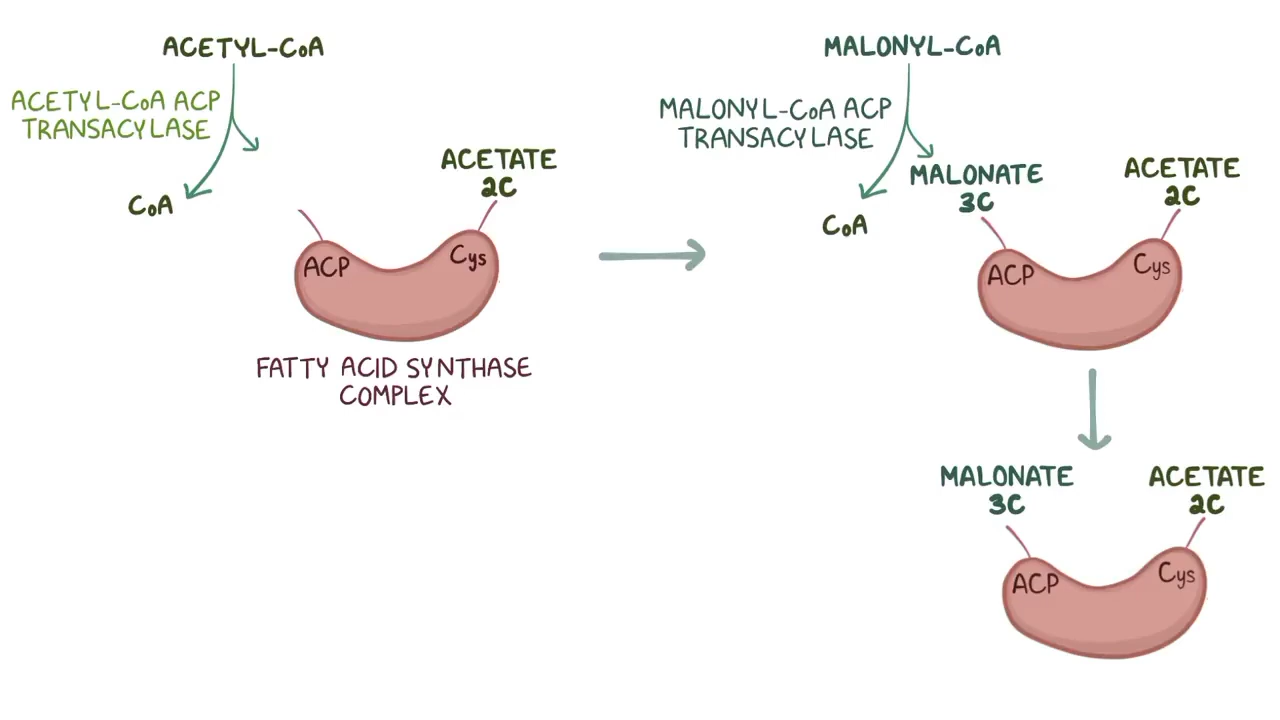 ACETYL-CoA
ACETYL-CoA ACP
TRANSACYLASE
CoA
ACETATE
2C
ACP
Cys
FATTY ACID SYNTHASE
COMPLEX
MALONYL-CoA
MALONYL-CoA ACP
TRANSACYLASE
CoA
MALONATE
3C
ACETATE
2C
ACP
Cys
MALONATE
3C
ACETATE
2C
ACP
Cys